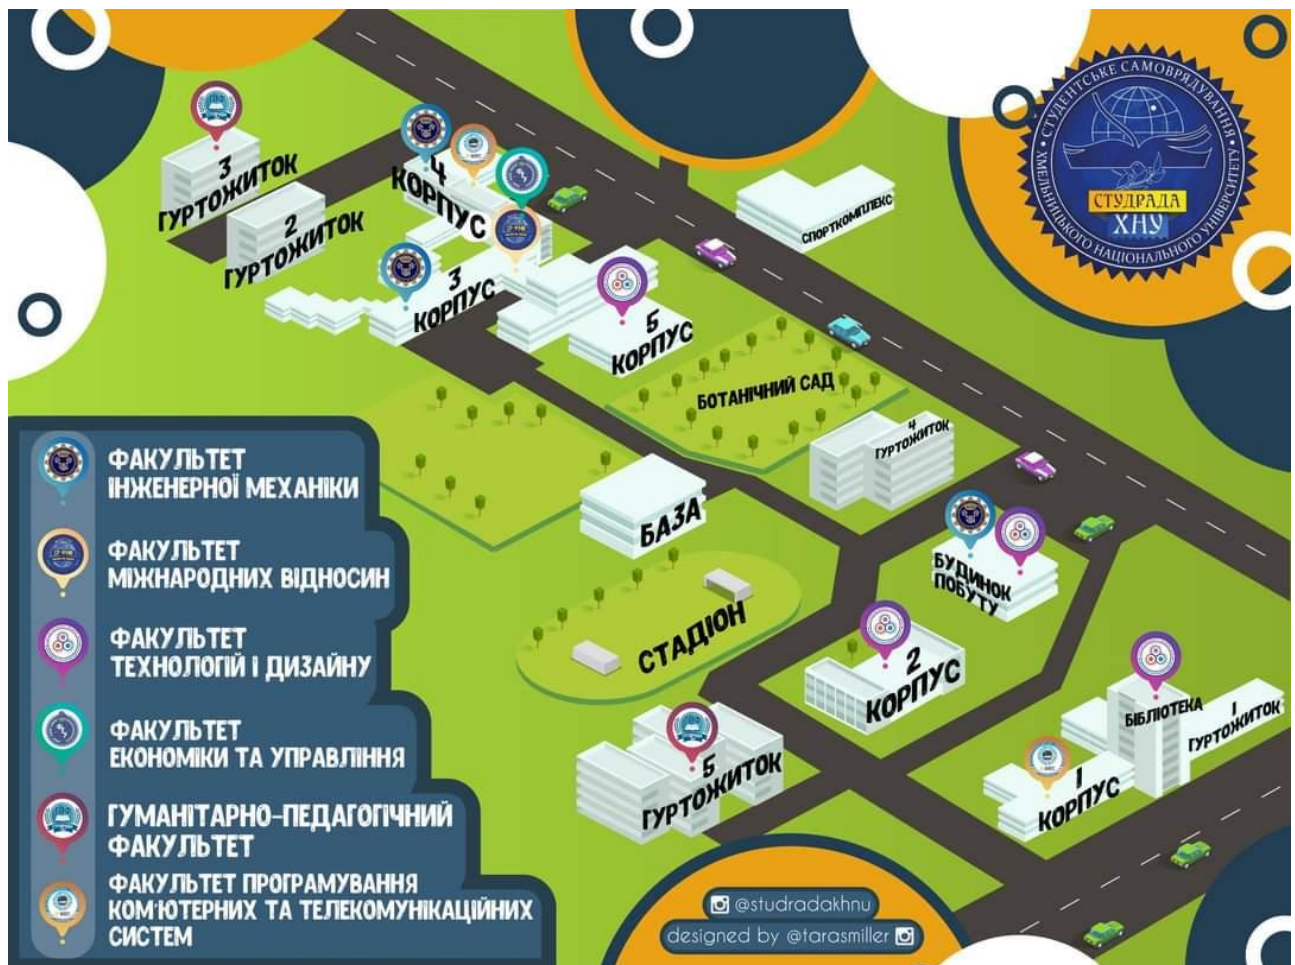 СТУДЕНТСЬКЕ САМОВРЯДУВАННЯ
ХМЕЛЬНИЦЬКОГО НАЦІОНАЛЬНОГО УНІВЕРСИТЕТУ
СТУДРАДА
ХНУ
3
ГУРТОЖИТОК
2
ГУРТОЖИТОК
4
КОРПУС
3
КОРПУС
5
КОРПУС
СПОРТКОМПЛЕКС
БОТАНІЧНИЙ САД
4
ГУРТОЖИТОК
БАЗА
БУДИНОК
ПОБУТУ
СТАДІОН
2
КОРПУС
БІБЛІОТЕКА
1
ГУРТОЖИТОК
5
ГУРТОЖИТОК
1
КОРПУС
ФАКУЛЬТЕТ
ІНЖЕНЕРНОЇ МЕХАНІКИ
ФАКУЛЬТЕТ
МІЖНАРОДНИХ ВІДНОСИН
ФАКУЛЬТЕТ
ТЕХНОЛОГІЙ І ДИЗАЙНУ
ФАКУЛЬТЕТ
ЕКОНОМІКИ ТА УПРАВЛІННЯ
ГУМАНІТАРНО-ПЕДАГОГІЧНИЙ
ФАКУЛЬТЕТ
ФАКУЛЬТЕТ ПРОГРАМУВАННЯ
КОМ'ЮТЕРНИХ ТА ТЕЛЕКОМУНІКАЦІЙНИХ
СИСТЕМ
@studradakhnu
designed by @tarasmiller